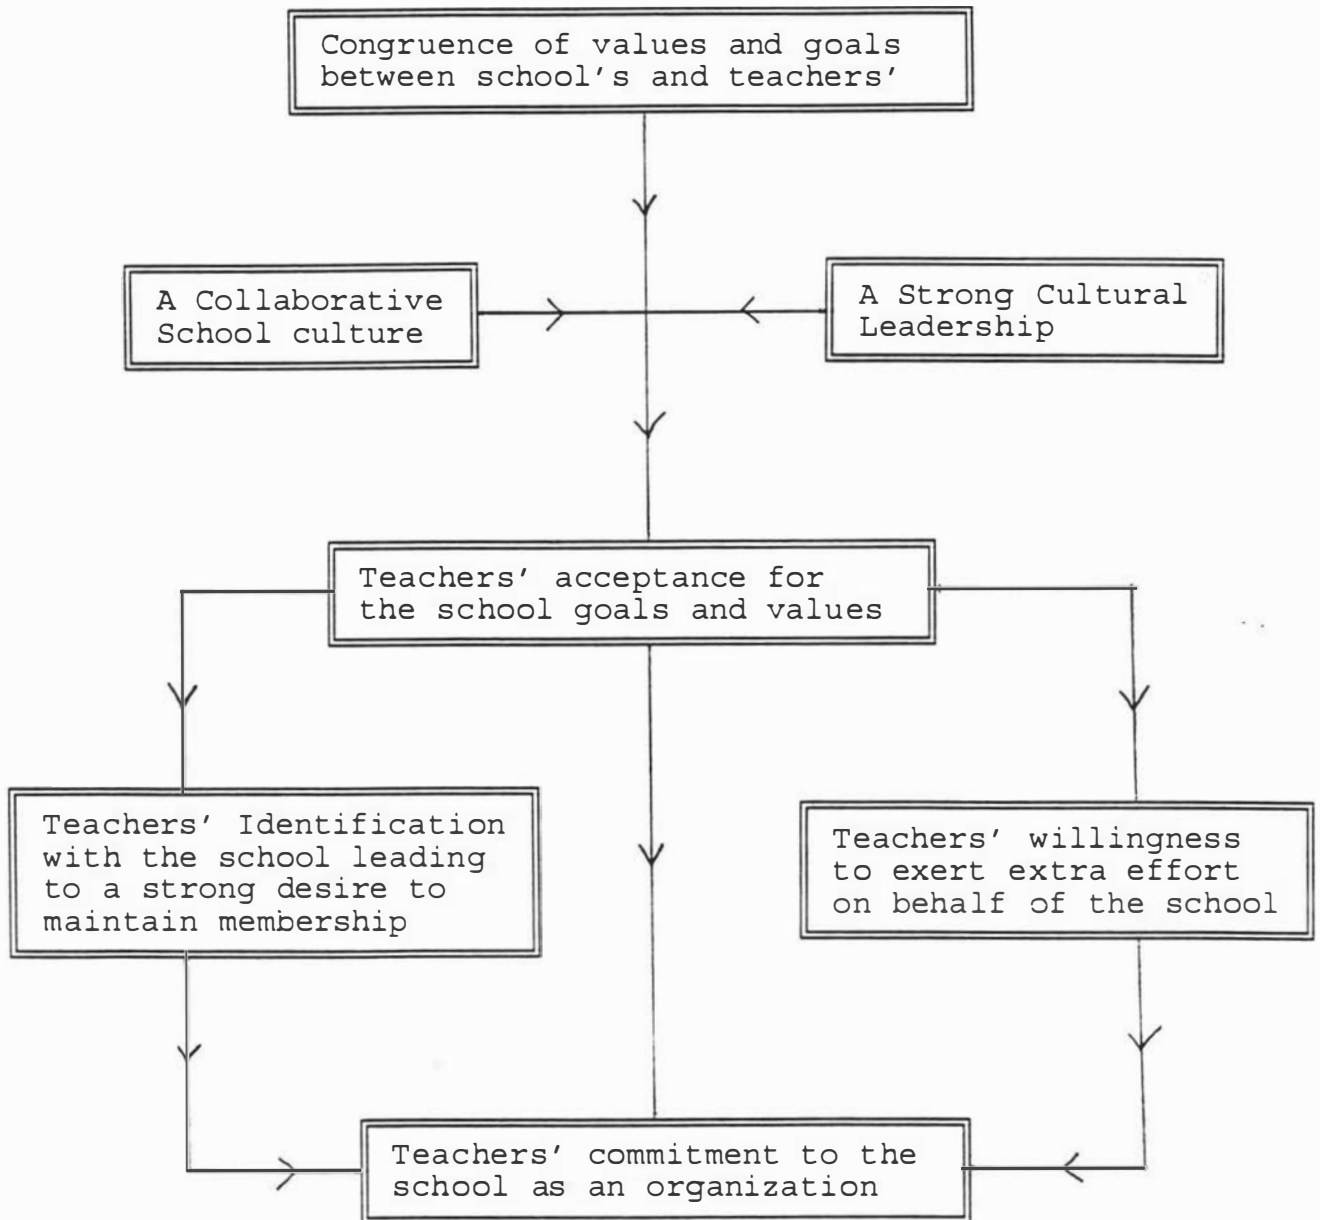 Congruence of values and goals
between school's and teachers'
A Collaborative
School culture
A Strong Cultural
Leadership
Teachers' acceptance for
the school goals and values
Teachers' Identification
with the school leading
to a strong desire to
maintain membership
Teachers' willingness
to exert extra effort
on behalf of the school
Teachers' commitment to the
school as an organization